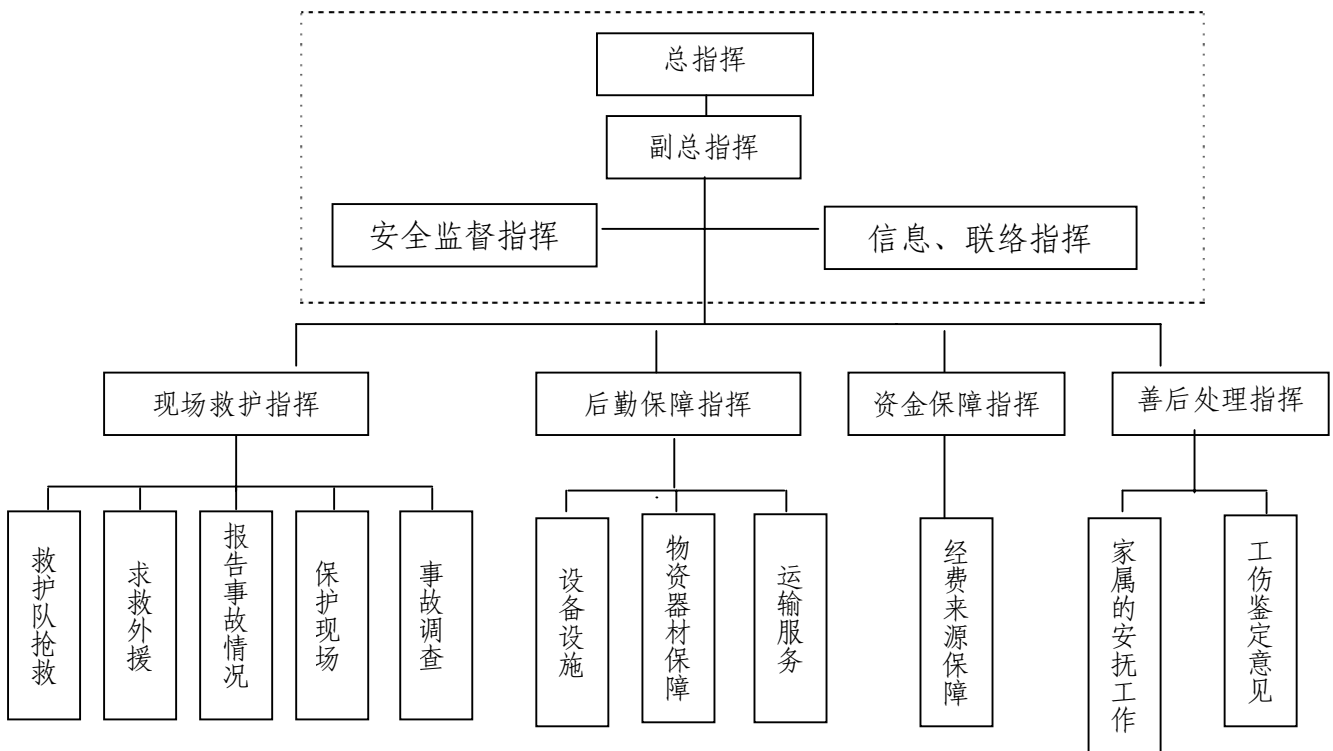 总指挥
副总指挥
安全监督指挥
信息、联络指挥
现场救护指挥
后勤保障指挥
资金保障指挥
善后处理指挥
救护队抢救
求救外援
报告事故情况
保护现场
事故调查
设备设施
物资器材保障
运输服务
经费来源保障
家属的安抚工作
工伤鉴定意见